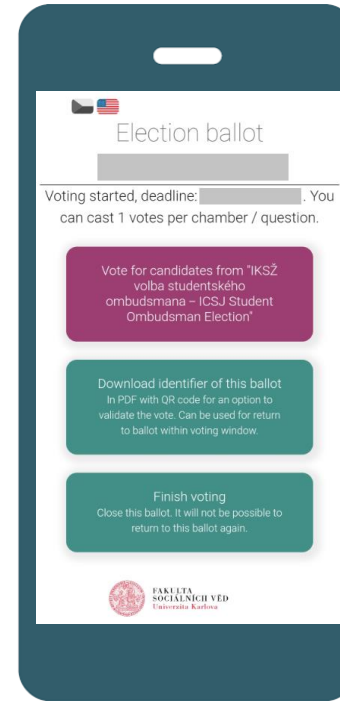 Election ballot
Voting started, deadline: . You
can cast 1 votes per chamber / question.
Vote for candidates from "IKSŽ
volba studentského
ombudsmana – ICSJ Student
Ombudsman Election"
Download identifier of this ballot
In PDF with QR code for an option to
validate the vote. Can be used for return
to ballot within voting window.
Finish voting
Close this ballot. It will not be possible to
return to this ballot again.
FAKULTA
SOCIÁLNÍCH VĚD
Univerzita Karlova